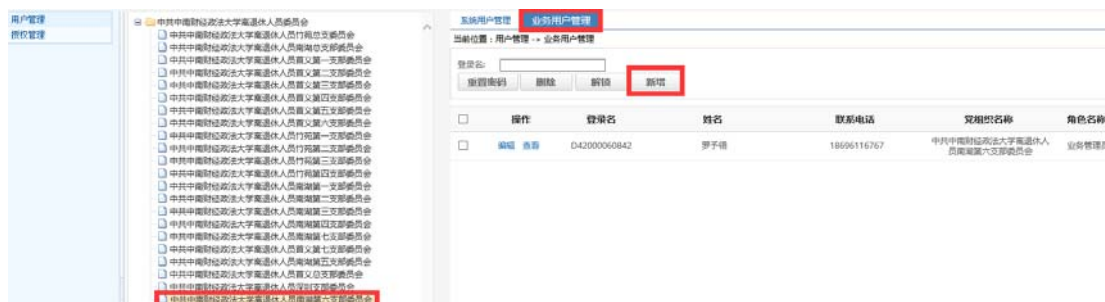 用户管理
授权管理
中共中南财经政法大学离退休人员委员会
中共中南财经政法大学离退休人员竹苑总支委员会
中共中南财经政法大学离退休人员南湖总支部委员会
中共中南财经政法大学离退休人员首义第一支部委员会
中共中南财经政法大学离退休人员首义第二支部委员会
中共中南财经政法大学离退休人员首义第三支部委员会
中共中南财经政法大学离退休人员首义第四支部委员会
中共中南财经政法大学离退休人员首义第五支部委员会
中共中南财经政法大学离退休人员首义第六支部委员会
中共中南财经政法大学离退休人员竹苑第一支部委员会
中共中南财经政法大学离退休人员竹苑第二支部委员会
中共中南财经政法大学离退休人员竹苑第三支部委员会
中共中南财经政法大学离退休人员竹苑第四支部委员会
中共中南财经政法大学离退休人员南湖第一支部委员会
中共中南财经政法大学离退休人员南湖第二支部委员会
中共中南财经政法大学离退休人员南湖第三支部委员会
中共中南财经政法大学离退休人员南湖第四支部委员会
中共中南财经政法大学离退休人员南湖第七支部委员会
中共中南财经政法大学离退休人员首义第七支部委员会
中共中南财经政法大学离退休人员南湖第五支部委员会
中共中南财经政法大学离退休人员首义总支部委员会
中共中南财经政法大学离退休人员深圳支部委员会
中共中南财经政法大学离退休人员南湖第六支部委员会
系统用户管理 业务用户管理
当前位置：用户管理 -> 业务用户管理
登录名:
重置密码 删除 解锁 新增
操作 登录名 姓名 联系电话 党组织名称 角色名称
编辑 查看 D42000060842 罗予倩 18696116767 中共中南财经政法大学离退休人 业务管理员
员南湖第六支部委员会